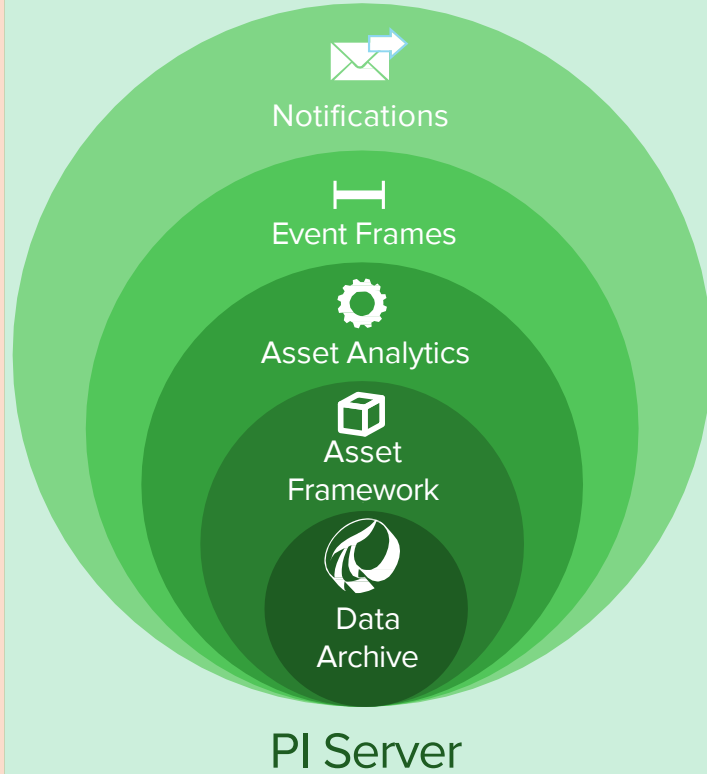 Notifications
Event Frames
Asset Analytics
Asset
Framework
Data
Archive
PI Server